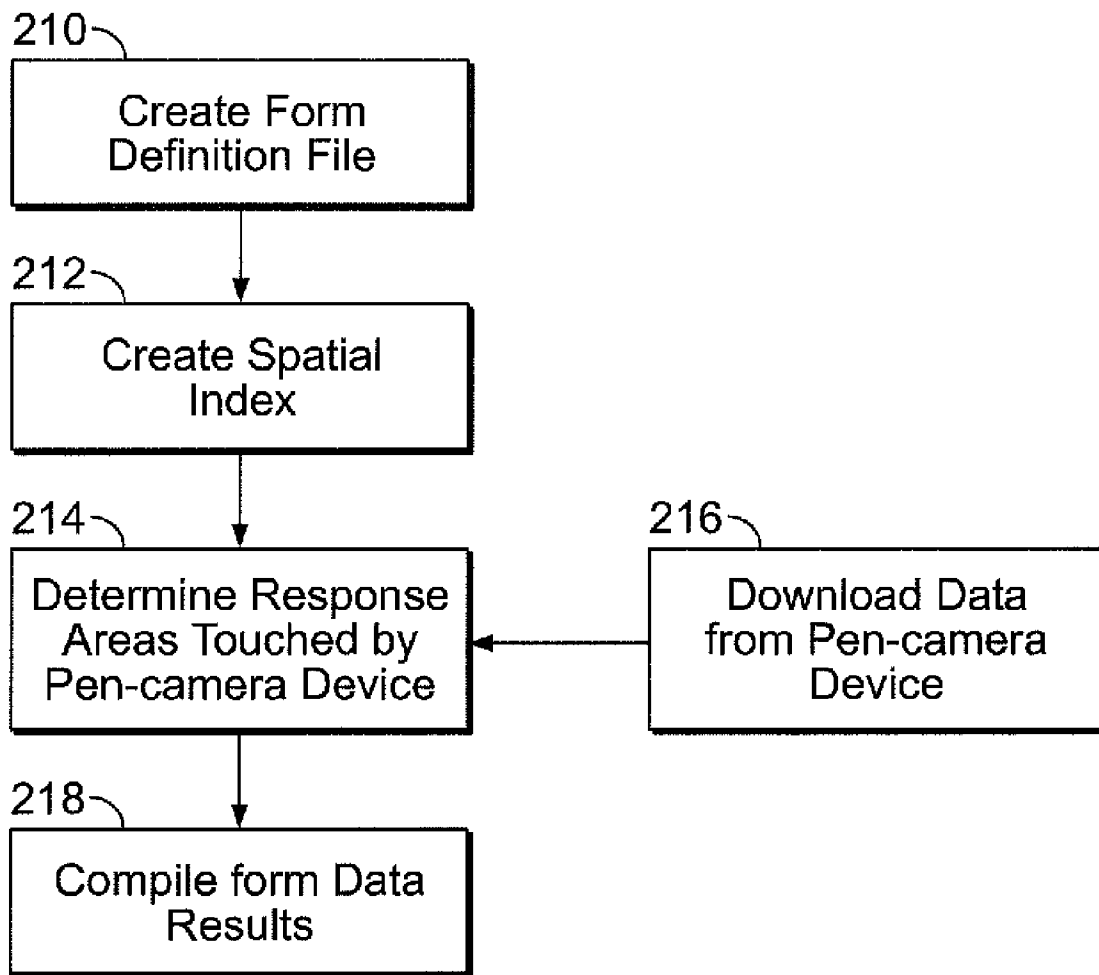 210
Create Form
Definition File
212
Create Spatial
Index
214
Determine Response
Areas Touched by
Pen-camera Device
216
Download Data
from Pen-camera
Device
218
Compile form Data
Results